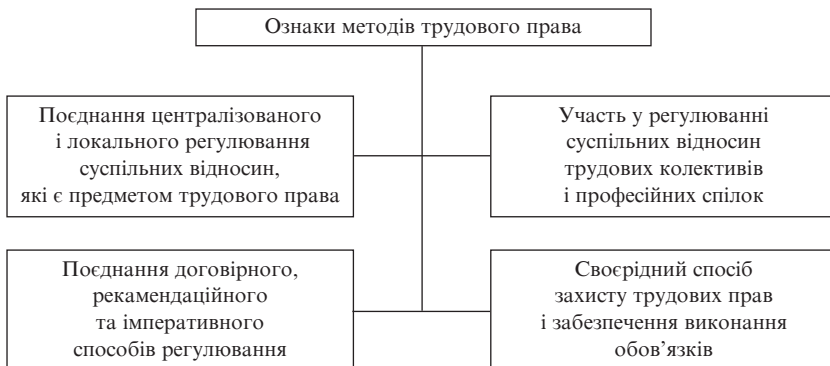 Ознаки методів трудового права
Поєднання централізованого
і локального регулювання
суспільних відносин,
які є предметом трудового права
Участь у регулюванні
суспільних відносин
трудових колективів
і професійних спілок
Поєднання договірного,
рекамендаційного
та імперативного
способів регулювання
Своєрідний спосіб
захисту трудових прав
і забезпечення виконання
обов’язків